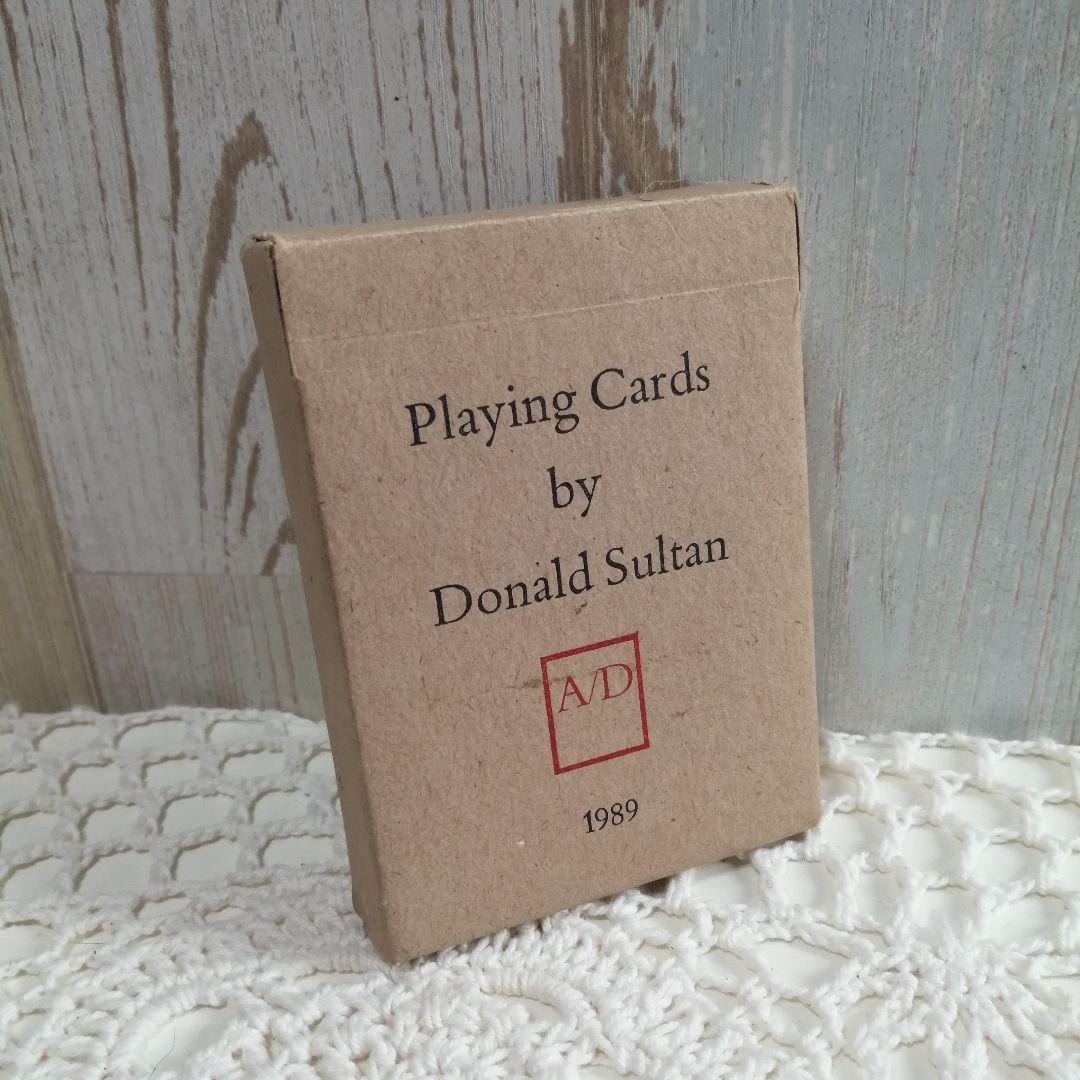 Playing Cards
by
Donald Sultan
A/D
1989